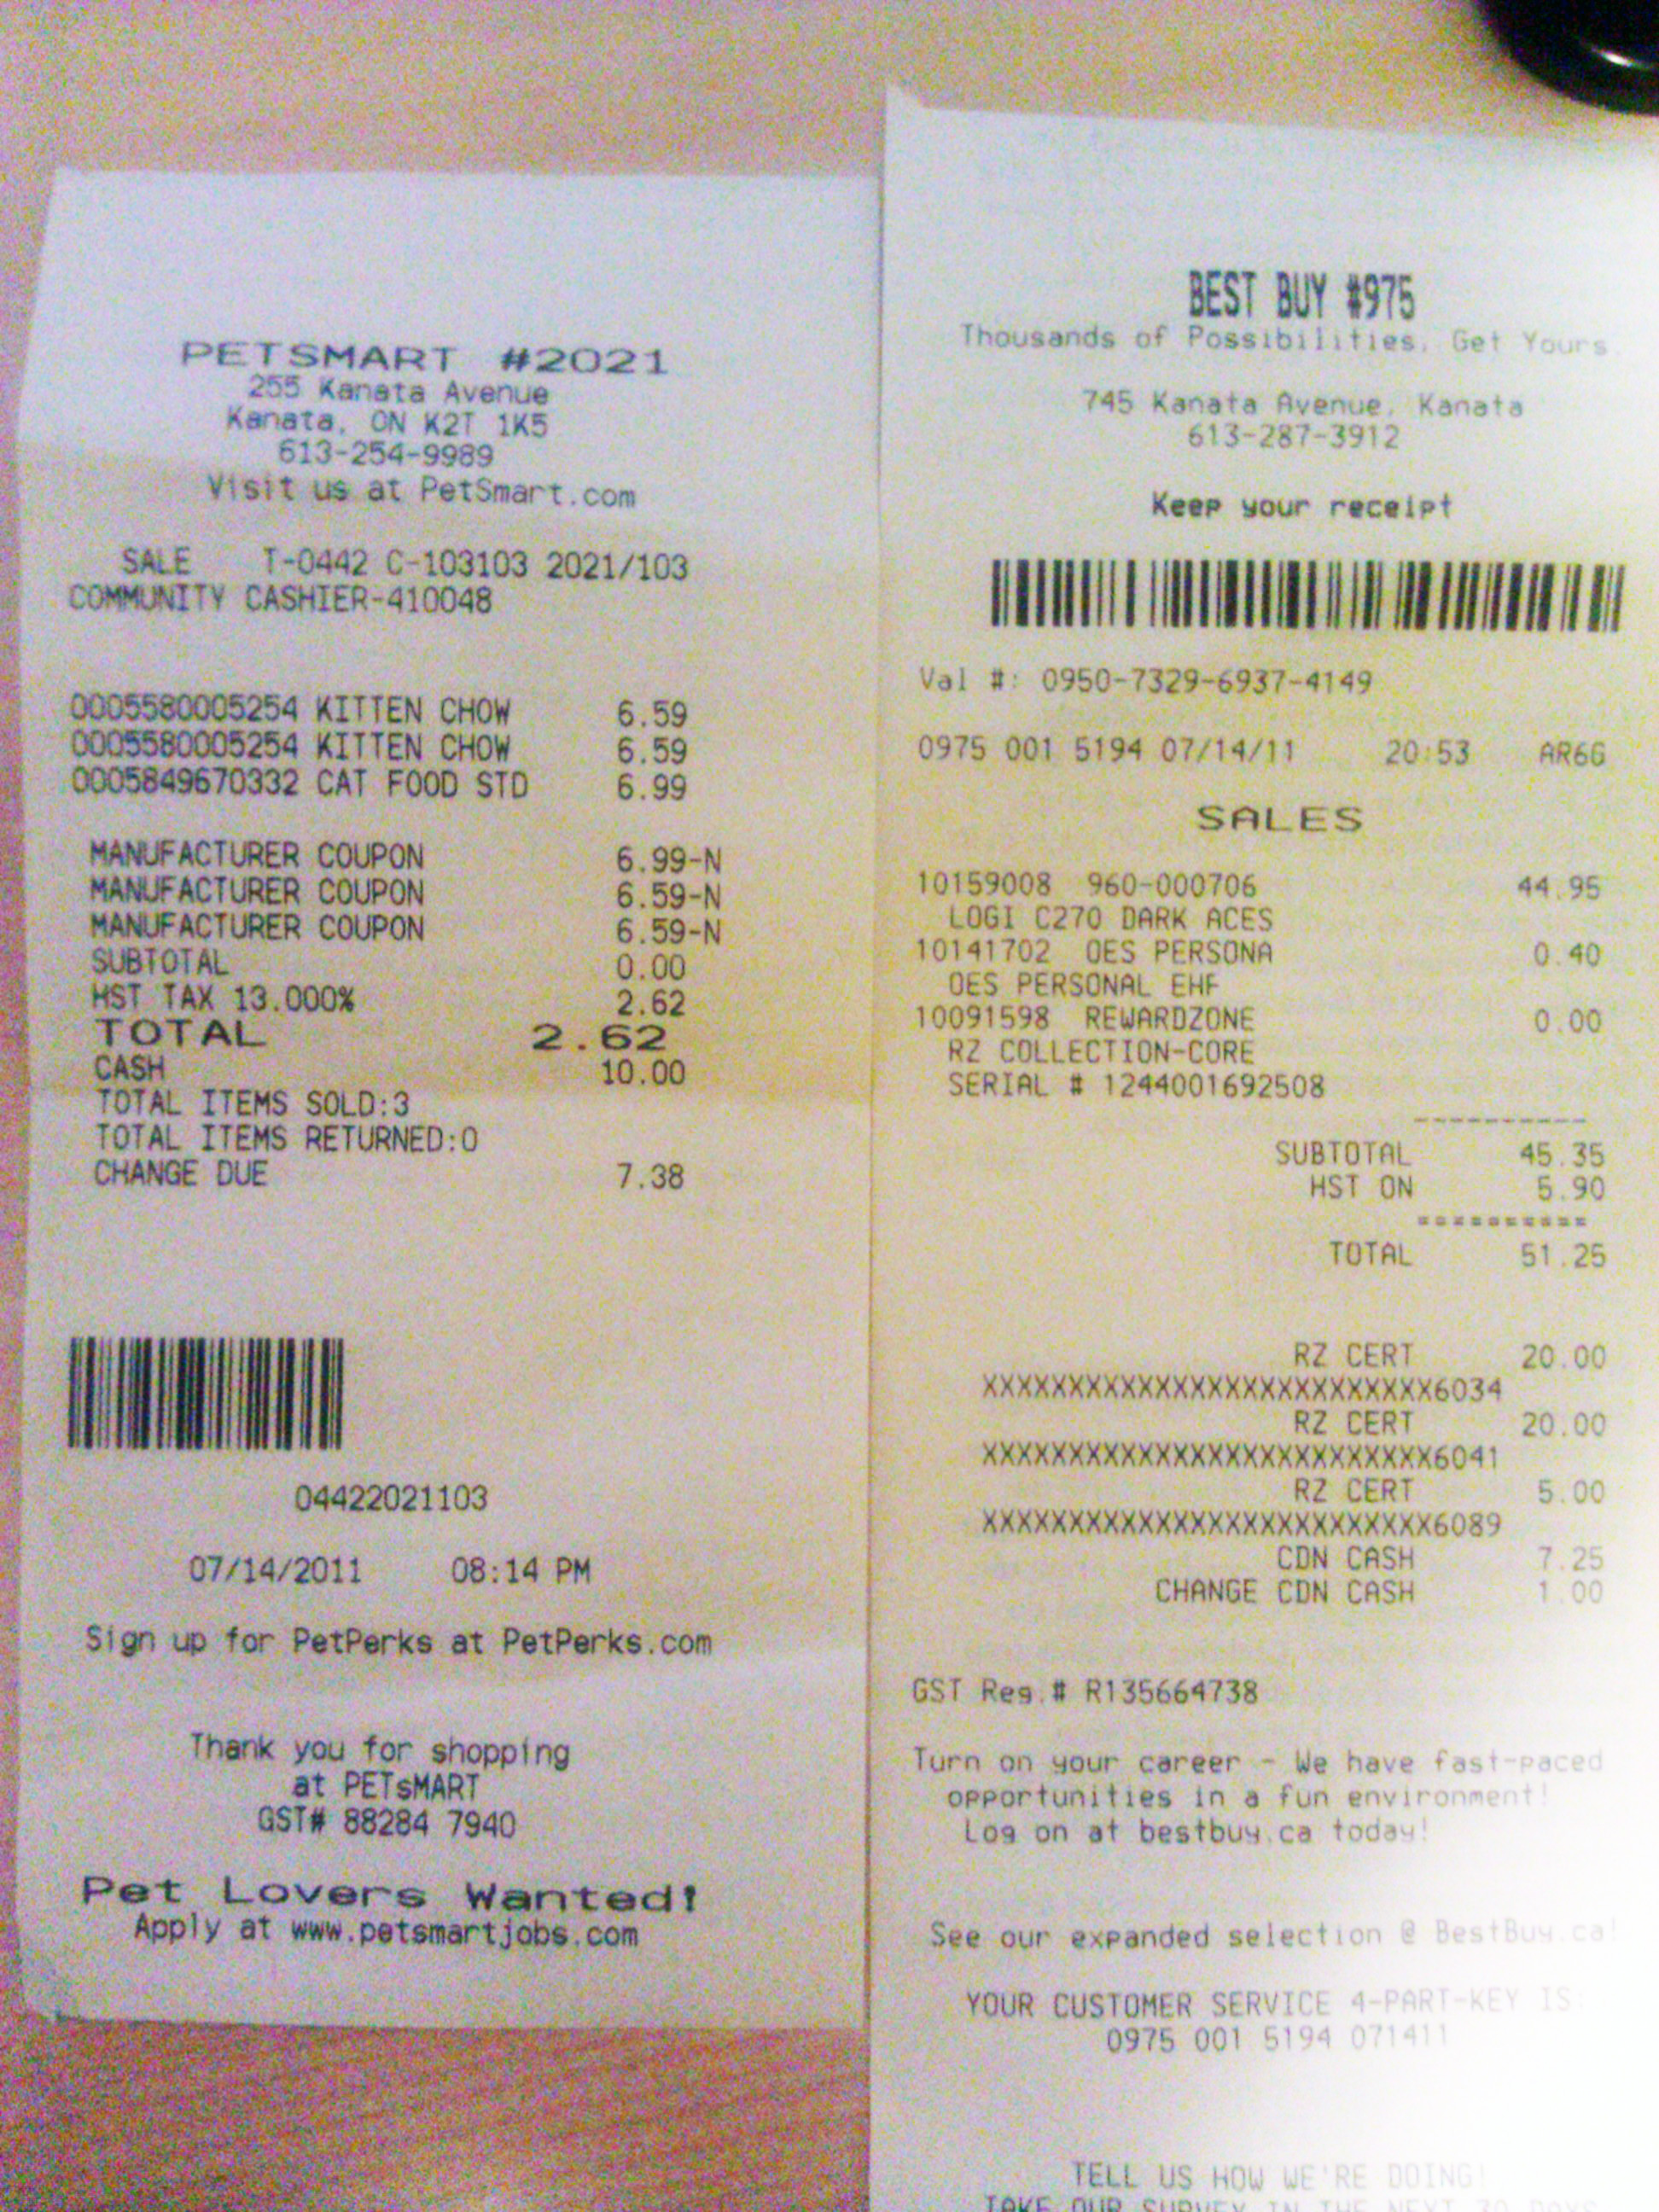 PETSMART #2021
255 Kanata Avenue
Kanata, ON K2T 1K5
613-254-9989
Visit us at PetSmart.com
SALE T-0442 C-103103 2021/103
COMMUNITY CASHIER-410048
0005580005254 KITTEN CHOW 6.59
0005580005254 KITTEN CHOW 6.59
0005849670332 CAT FOOD STD 6.99
MANUFACTURER COUPON 6.99-N
MANUFACTURER COUPON 6.59-N
MANUFACTURER COUPON 6.59-N
SUBTOTAL 0.00
HST TAX 13.000% 2.62
TOTAL 2.62
CASH 10.00
TOTAL ITEMS SOLD:3
TOTAL ITEMS RETURNED:0
CHANGE DUE 7.38
04422021103
07/14/2011 08:14 PM
Sign up for PetPerks at PetPerks.com
Thank you for shopping
at PETsMART
GST# 88284 7940
Pet Lovers Wanted!
Apply at www.petsmartjobs.com
BEST BUY #975
Thousands of Possibilities. Get Yours.
745 Kanata Avenue, Kanata
613-287-3912
Keep your receipt
Val #: 0950-7329-6937-4149
0975 001 5194 07/14/11 20:53 AR6G
SALES
10159008 960-000706 44.95
LOGI C270 DARK ACES
10141702 OES PERSONA 0.40
OES PERSONAL EHF
10091598 REWARDZONE 0.00
RZ COLLECTION-CORE
SERIAL # 1244001692508
----------
SUBTOTAL 45.35
HST ON 5.90
==========
TOTAL 51.25
RZ CERT 20.00
XXXXXXXXXXXXXXXXXXXXXXXXXX6034
RZ CERT 20.00
XXXXXXXXXXXXXXXXXXXXXXXXXX6041
RZ CERT 5.00
XXXXXXXXXXXXXXXXXXXXXXXXXX6089
CDN CASH 7.25
CHANGE CDN CASH 1.00
GST Reg.# R135664738
Turn on your career - We have fast-paced
opportunities in a fun environment!
Log on at bestbuy.ca today!
See our expanded selection @ BestBuy.ca!
YOUR CUSTOMER SERVICE 4-PART-KEY IS:
0975 001 5194 071411
TELL US HOW WE'RE DOING!
TAKE OUR SURVEY IN THE NEXT 30 DAYS